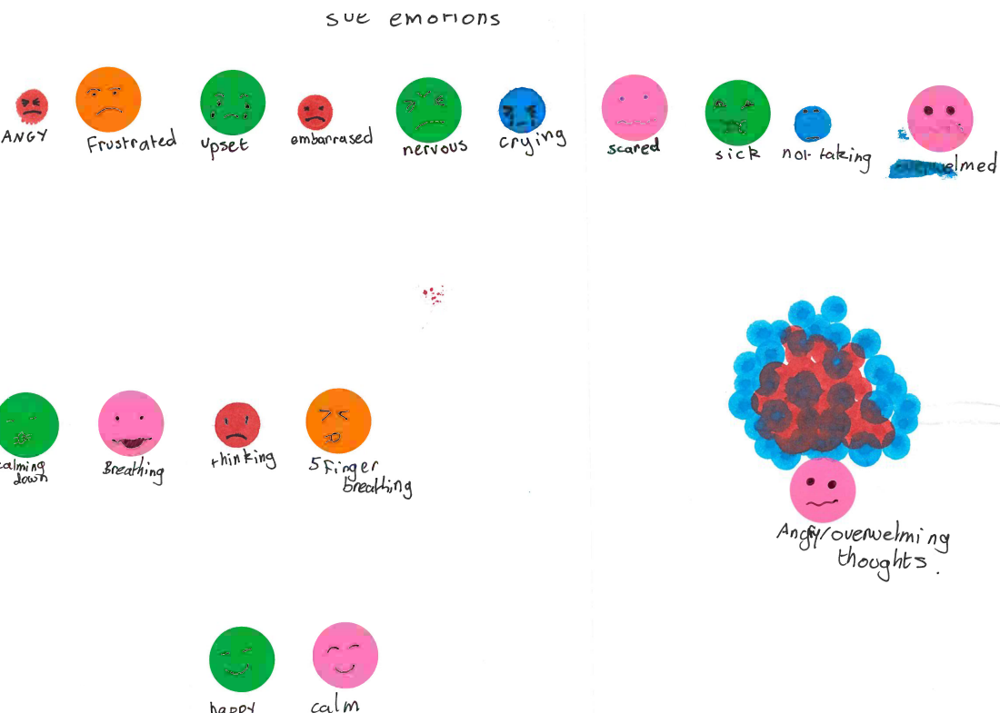 sue emotions
ANGY
Frustrated
upset
embarrased
nervous
crying
scared
sick
not-taking
overwelmed
calming
down
Breathing
thinking
5 Finger
breathing
Angry/overwelming
thoughts.
happy
calm